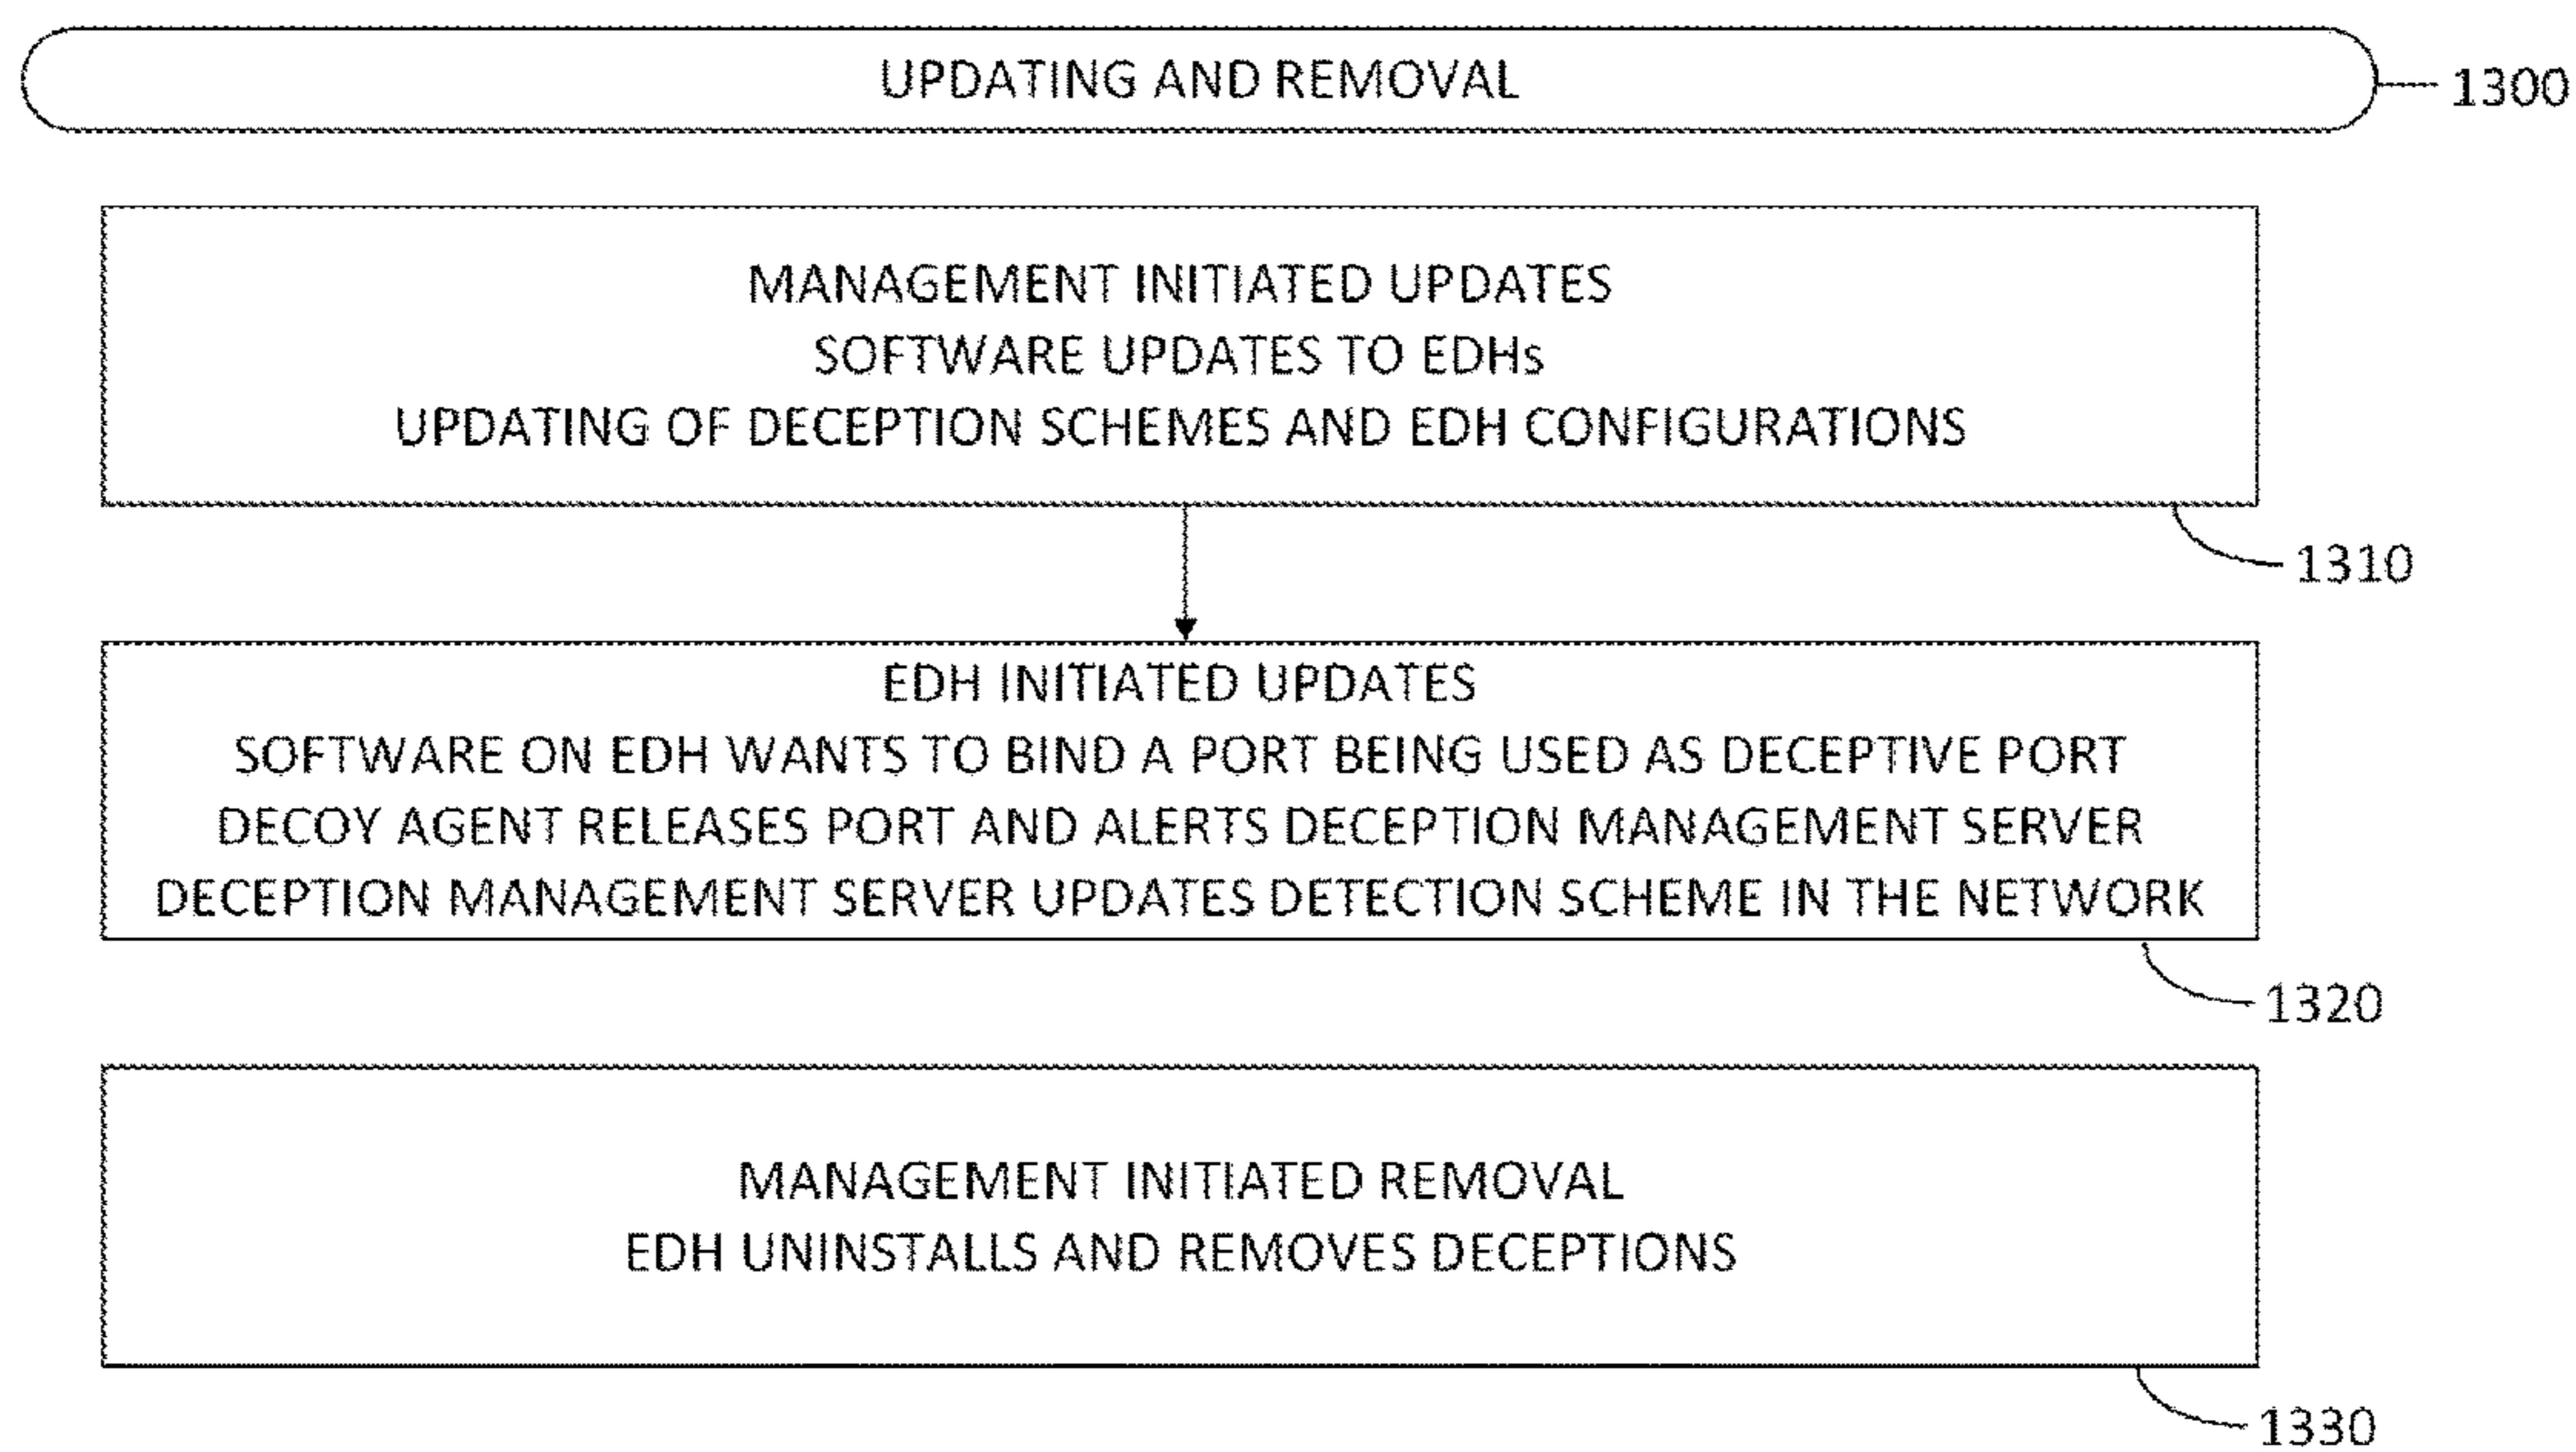 UPDATING AND REMOVAL
1300
MANAGEMENT INITIATED UPDATES
SOFTWARE UPDATES TO EDHs
UPDATING OF DECEPTION SCHEMES AND EDH CONFIGURATIONS
1310
EDH INITIATED UPDATES
SOFTWARE ON EDH WANTS TO BIND A PORT BEING USED AS DECEPTIVE PORT
DECOY AGENT RELEASES PORT AND ALERTS DECEPTION MANAGEMENT SERVER
DECEPTION MANAGEMENT SERVER UPDATES DETECTION SCHEME IN THE NETWORK
1320
MANAGEMENT INITIATED REMOVAL
EDH UNINSTALLS AND REMOVES DECEPTIONS
1330